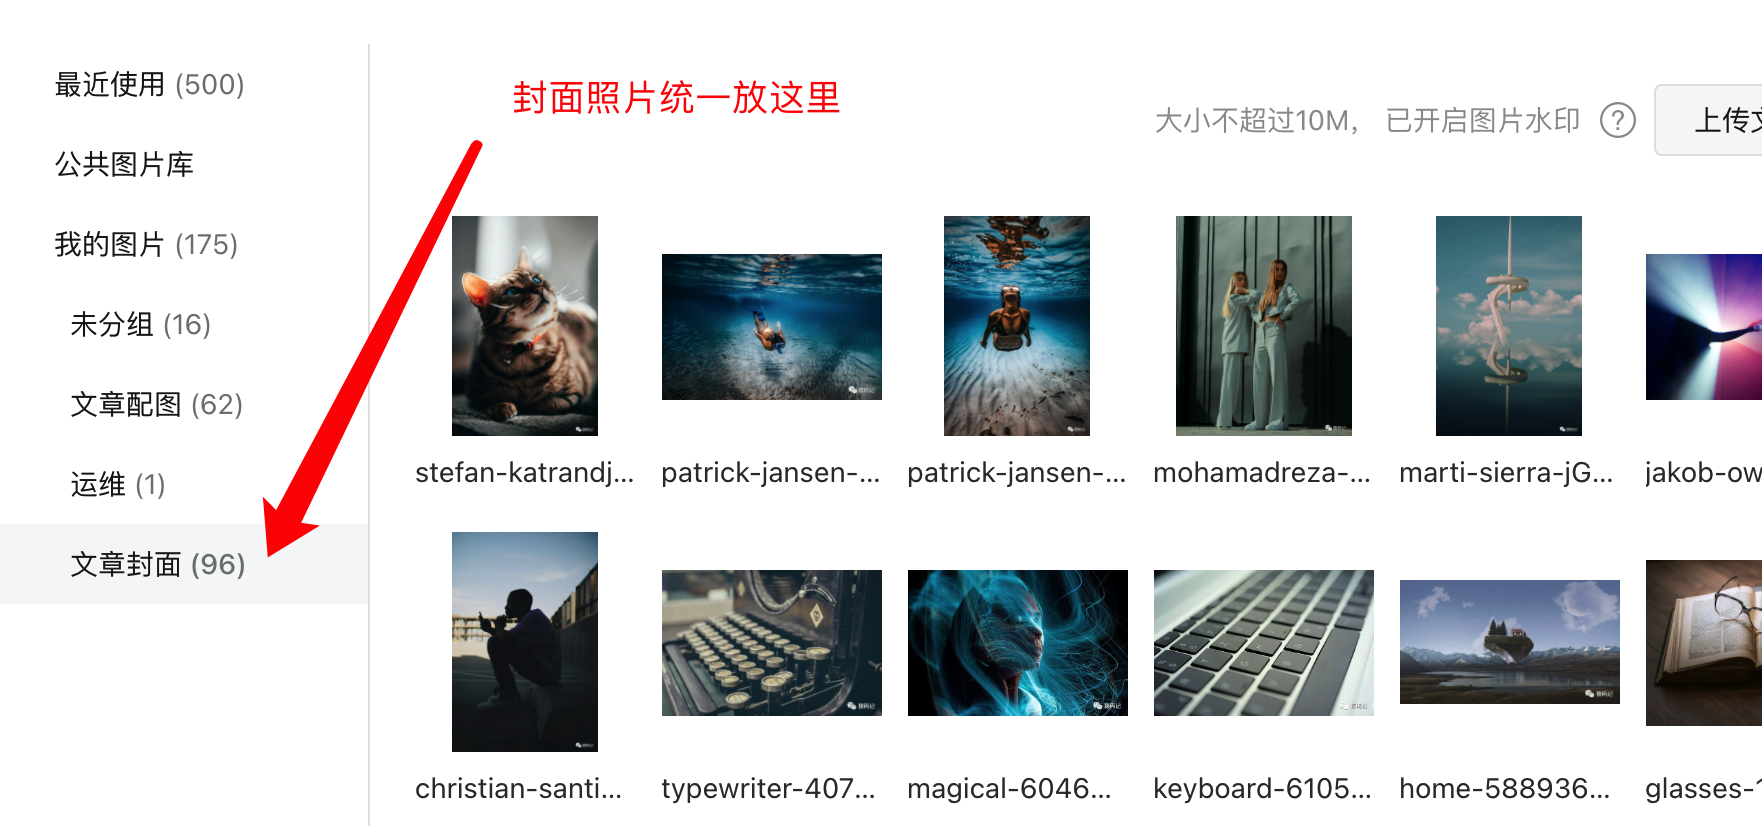 最近使用 (500)
公共图片库
我的图片 (175)
未分组 (16)
文章配图 (62)
运维 (1)
文章封面 (96)
封面照片统一放这里
大小不超过10M， 已开启图片水印 ? 上传
stefan-katrandj... patrick-jansen-... patrick-jansen-... mohamadreza-... marti-sierra-jG... jakob-ow
christian-santi... typewriter-407... magical-6046... keyboard-6105... home-588936... glasses-